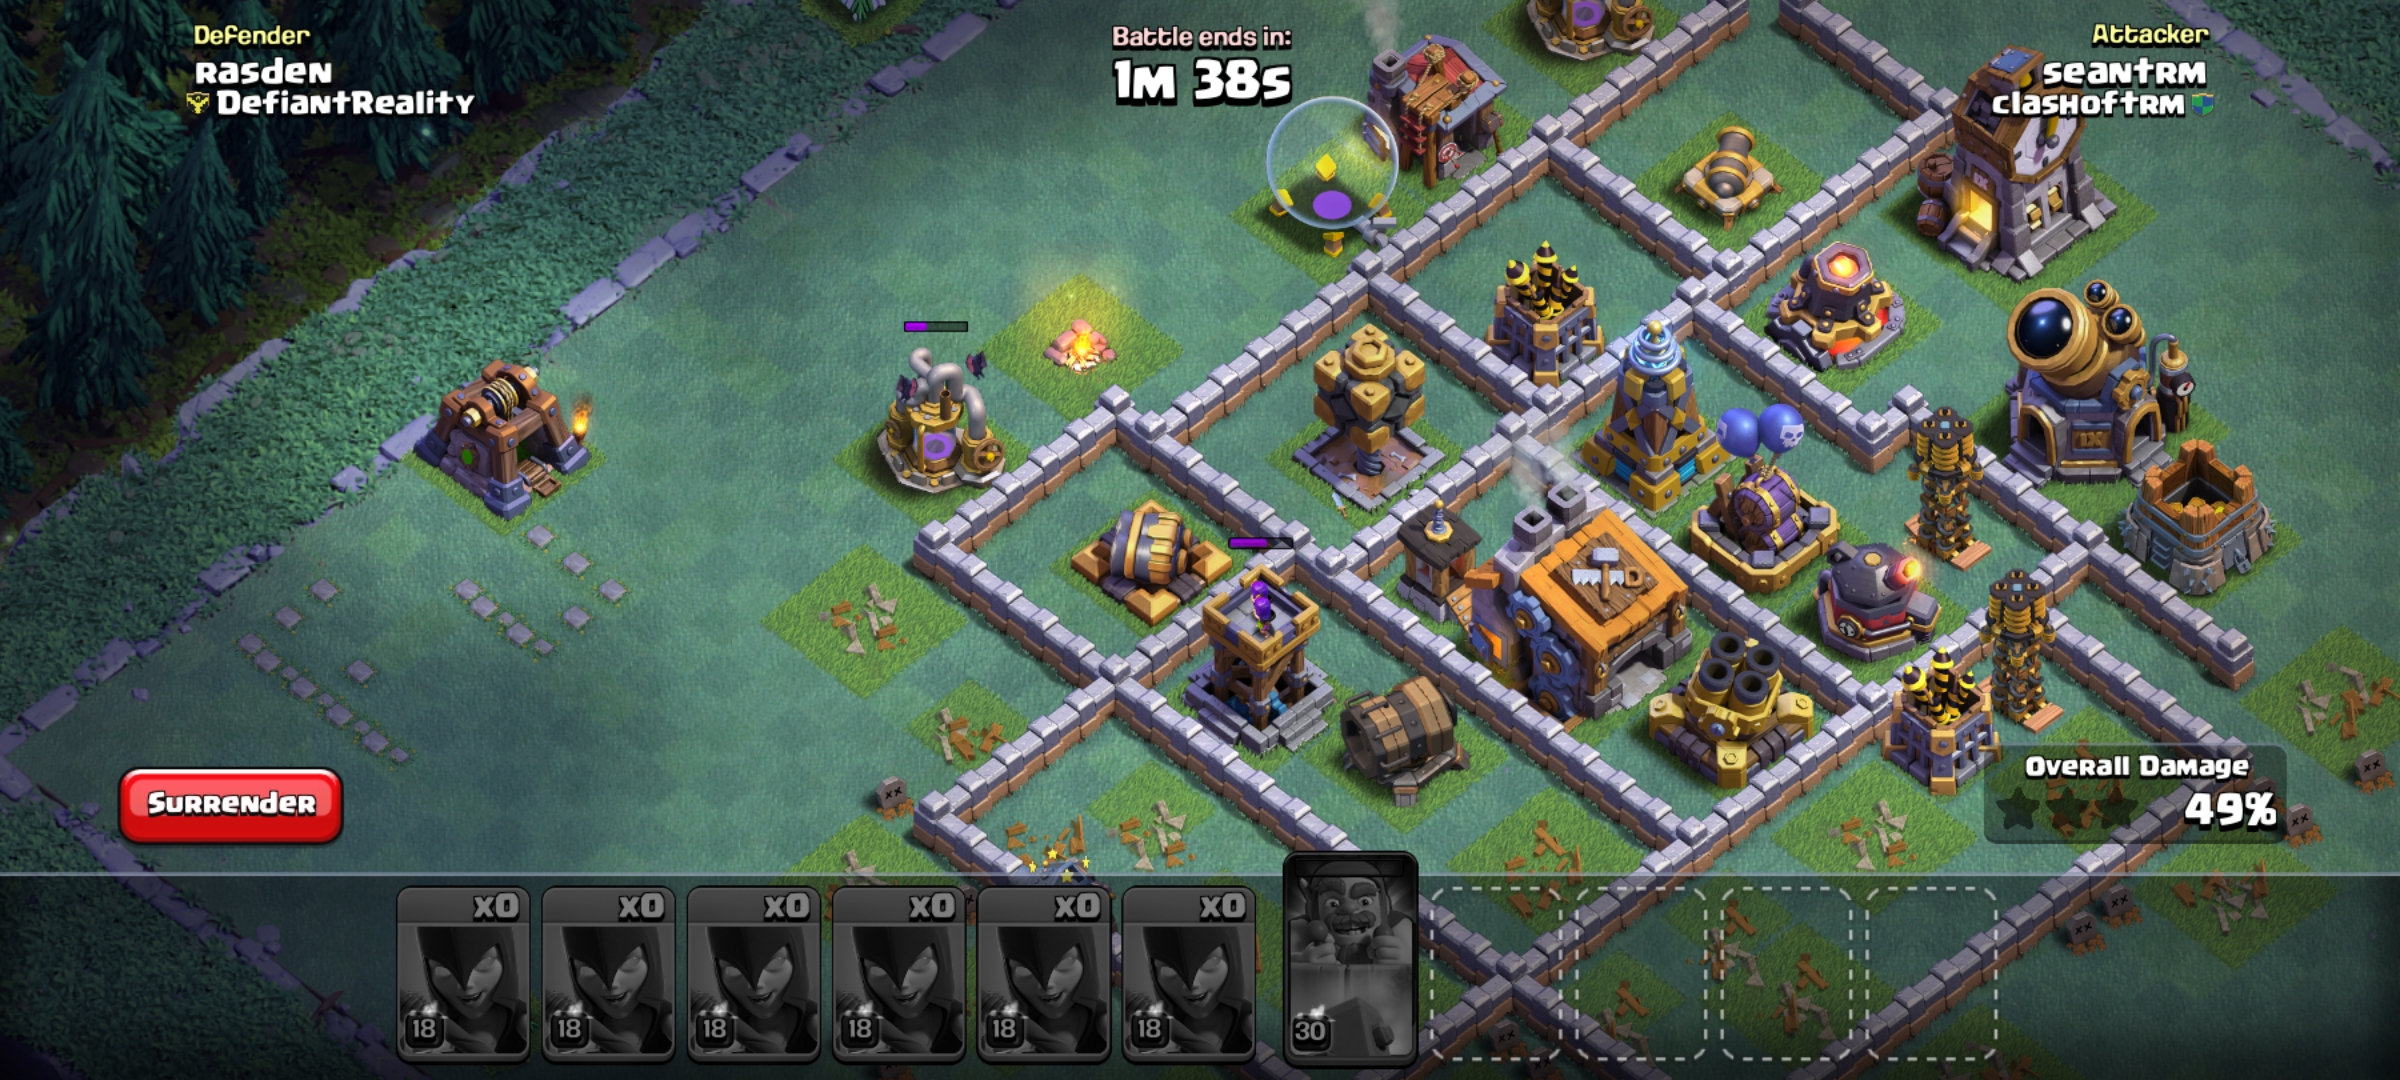 Defender
rasden
DefiantReality
Battle ends in:
1M 38s
Attacker
seantrm
clashoftrm
Surrender
Overall Damage
49%
x0
x0
x0
x0
x0
x0
18
18
18
18
18
18
30